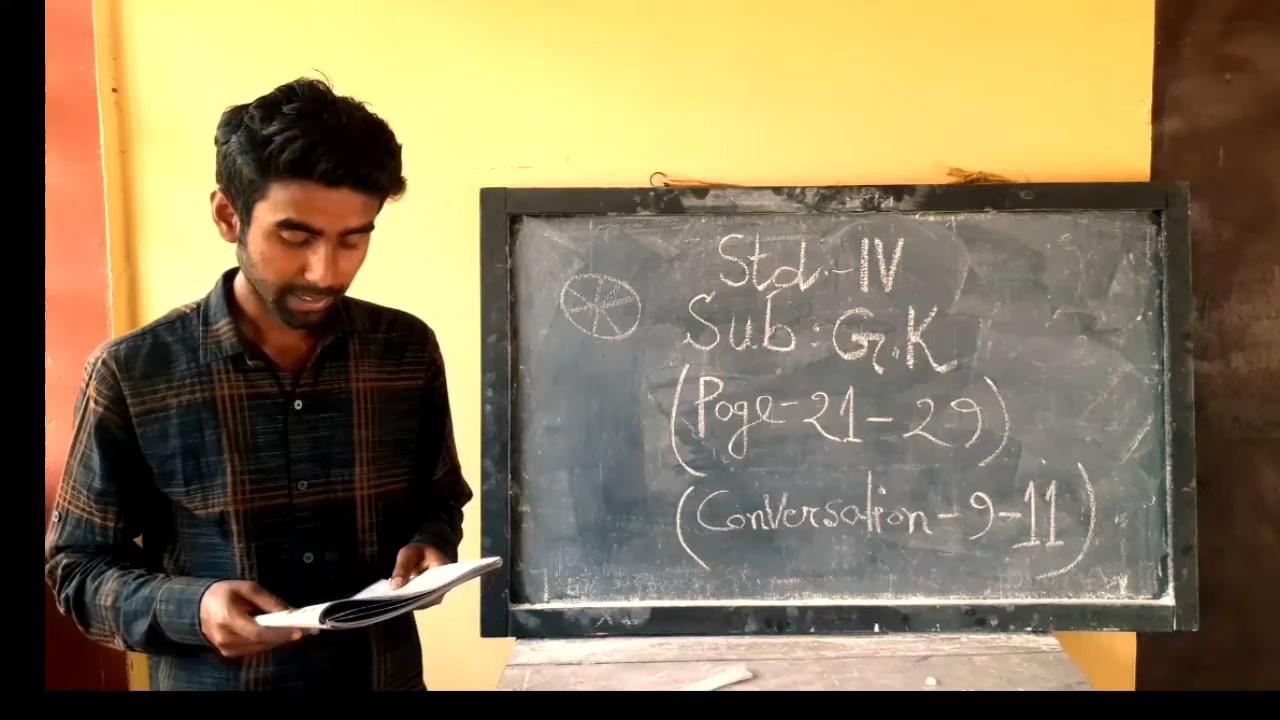 Std:- IV
Sub: G.K
(Page - 21 - 29)
(Conversation - 9 - 11)